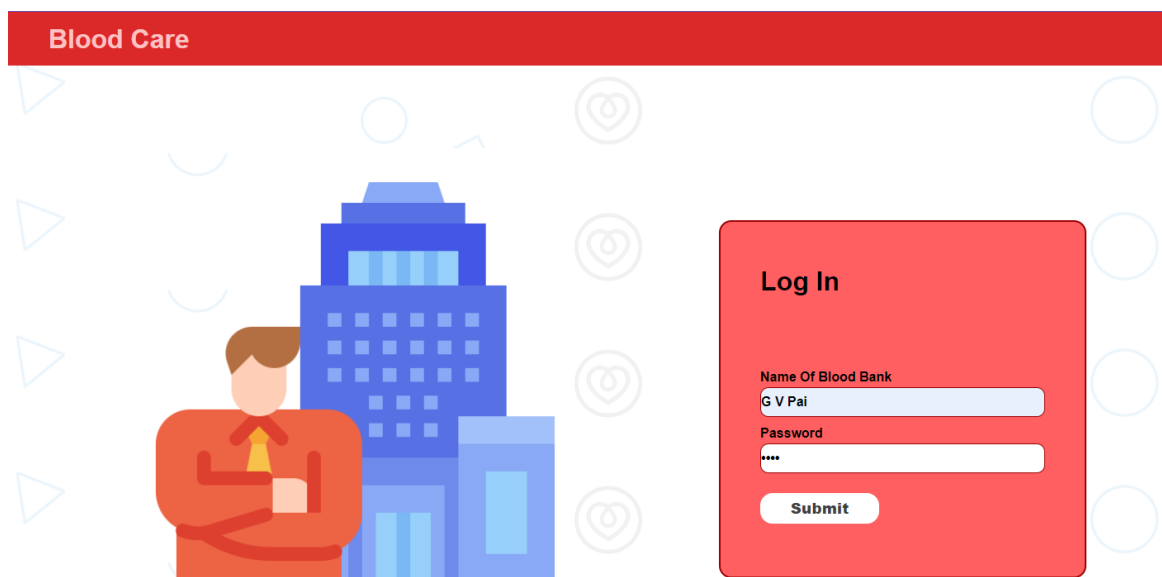 Blood Care
Log In
Name Of Blood Bank
G V Pai
Password
••••
Submit